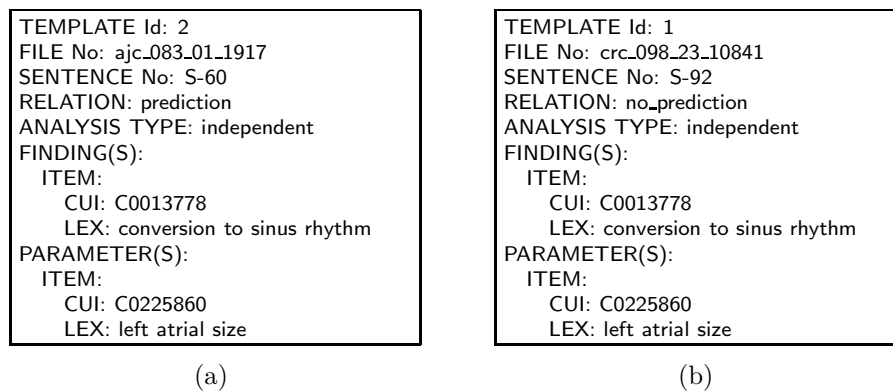 TEMPLATE Id: 2
FILE No: ajc_083_01_1917
SENTENCE No: S-60
RELATION: prediction
ANALYSIS TYPE: independent
FINDING(S):
ITEM:
CUI: C0013778
LEX: conversion to sinus rhythm
PARAMETER(S):
ITEM:
CUI: C0225860
LEX: left atrial size
(a)
TEMPLATE Id: 1
FILE No: crc_098_23_10841
SENTENCE No: S-92
RELATION: no_prediction
ANALYSIS TYPE: independent
FINDING(S):
ITEM:
CUI: C0013778
LEX: conversion to sinus rhythm
PARAMETER(S):
ITEM:
CUI: C0225860
LEX: left atrial size
(b)